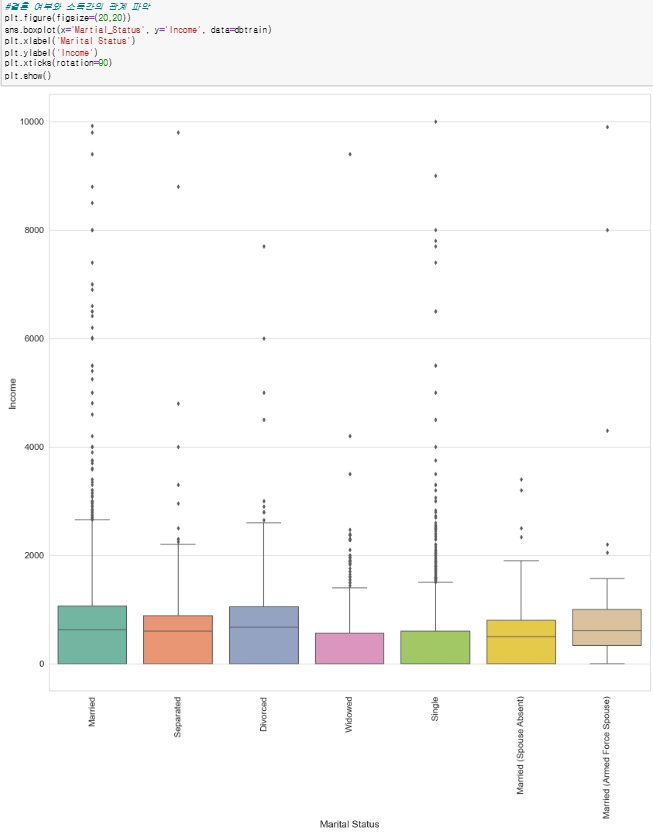 #결혼 여부와 소득간의 관계 파악
plt.figure(figsize=(20,20))
sns.boxplot(x='Martial_Status', y='Income', data=dbtrain)
plt.xlabel('Marital Status')
plt.ylabel('Income')
plt.xticks(rotation=90)
plt.show()
10000
8000
6000
4000
2000
0
Income
Married
Separated
Divorced
Widowed
Single
Married (Spouse Absent)
Married (Armed Force Spouse)
Marital Status